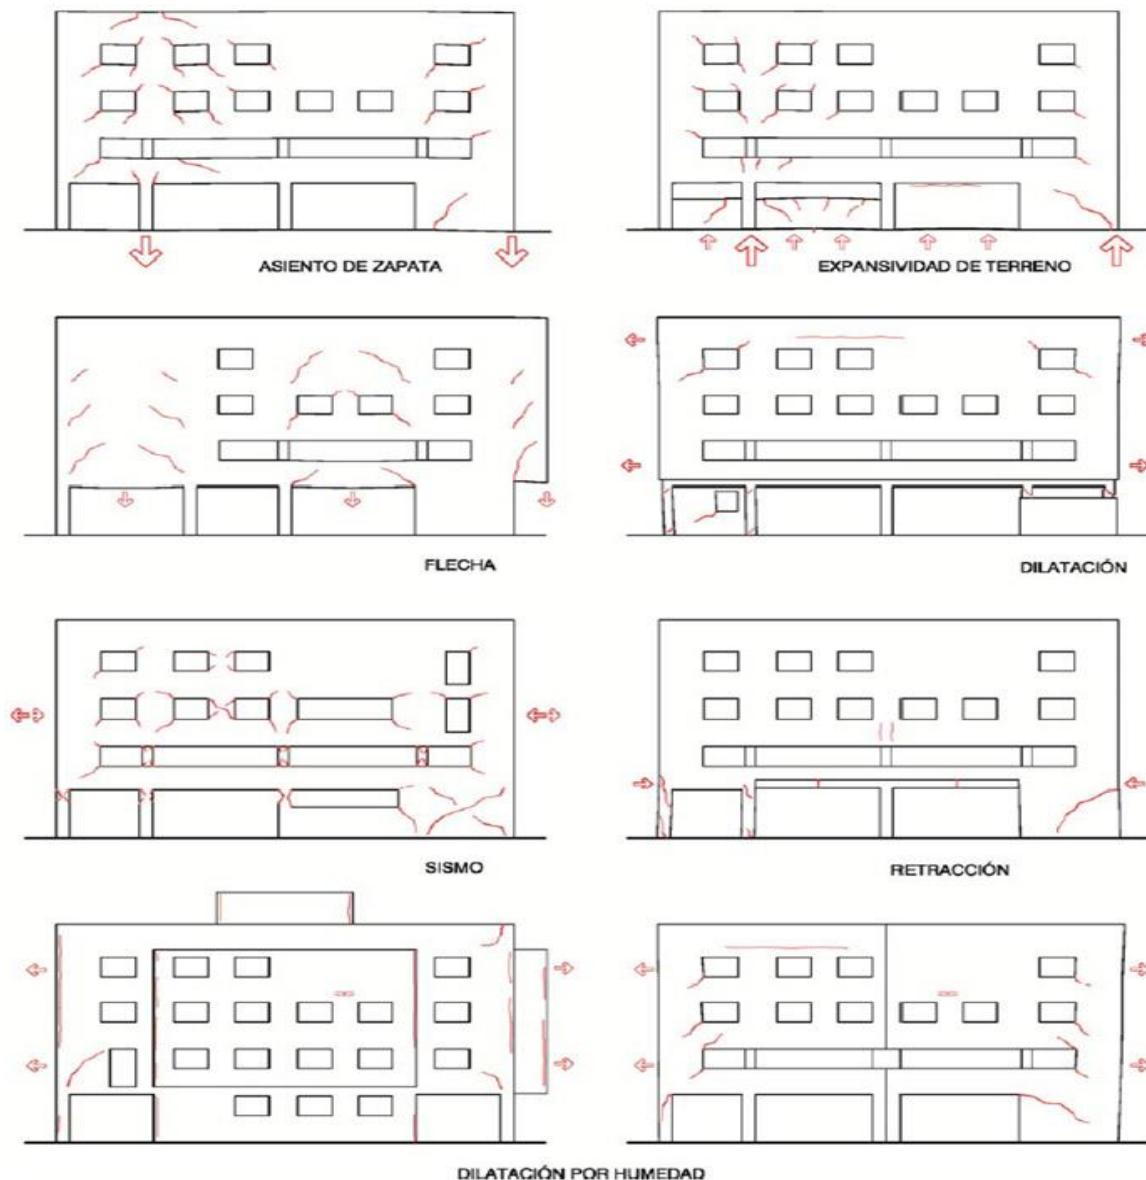 ASIENTO DE ZAPATA
EXPANSIVIDAD DE TERRENO
FLECHA
DILATACIÓN
SISMO
RETRACCIÓN
DILATACIÓN POR HUMEDAD